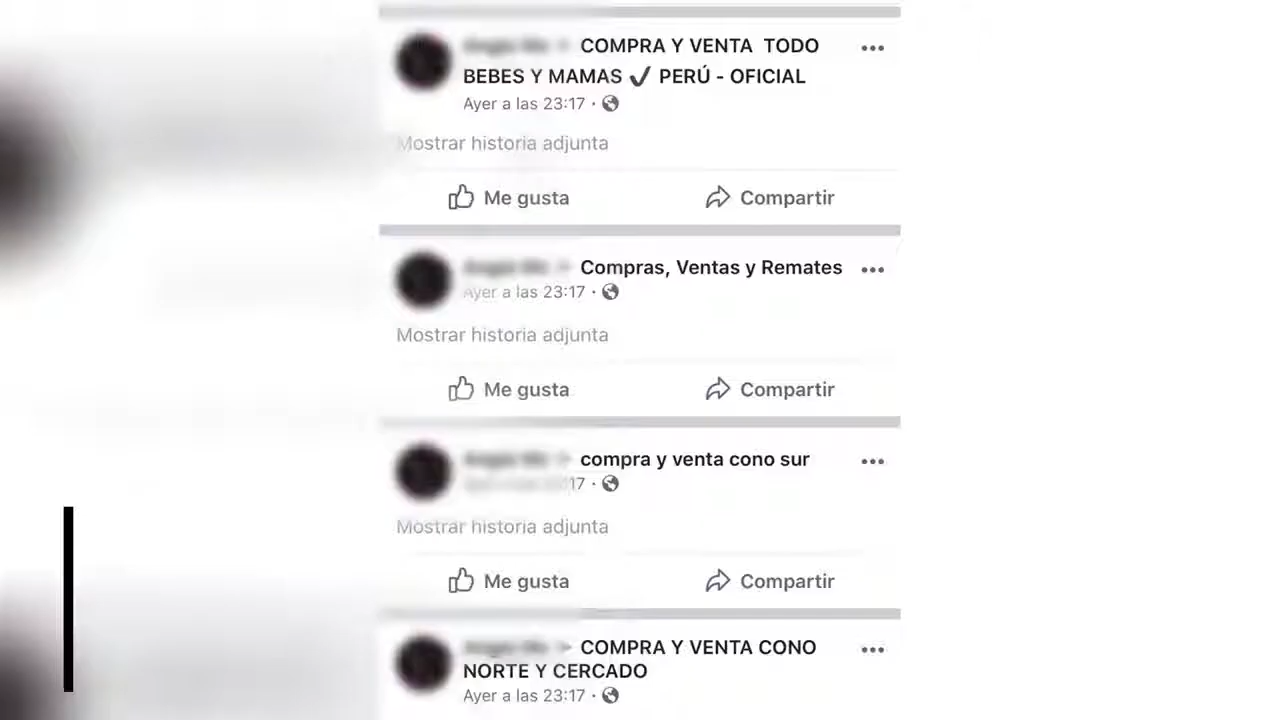 COMPRA Y VENTA TODO
BEBES Y MAMAS ✔ PERÚ - OFICIAL
Ayer a las 23:17 ·
Mostrar historia adjunta
Me gusta
Compartir
Compras, Ventas y Remates
Ayer a las 23:17 ·
Mostrar historia adjunta
Me gusta
Compartir
compra y venta cono sur
17 ·
Mostrar historia adjunta
Me gusta
Compartir
COMPRA Y VENTA CONO
NORTE Y CERCADO
Ayer a las 23:17 ·